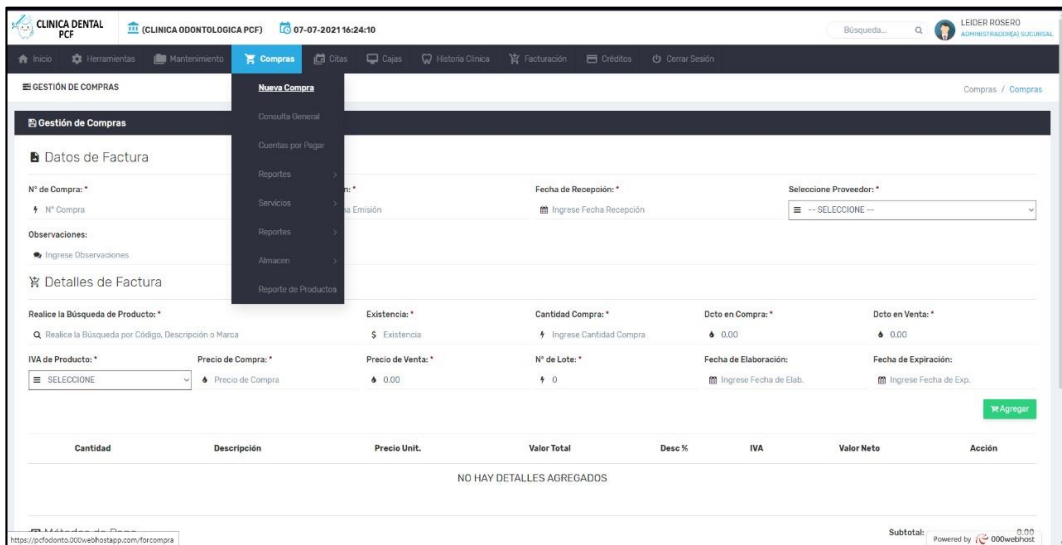 CLINICA DENTAL PCF
(CLINICA ODONTOLOGICA PCF) 07-07-2021 16:24:10 Búsqueda... LEIDER ROSERO
ADMINISTRADOR(A) SUCURSAL
Inicio Herramientas Mantenimiento Compras Citas Cajas Historia Clinica Facturación Créditos Cerrar Sesión
GESTIÓN DE COMPRAS Compras / Compras
Nueva Compra
Consulta General
Cuentas por Pagar
Reportes
Servicios
Reportes
Almacen
Reporte de Productos
Gestión de Compras
Datos de Factura
N° de Compra: * n: * Fecha de Recepción: * Seleccione Proveedor: *
N° Compra Emisión Ingrese Fecha Recepción -- SELECCIONE --
Observaciones:
Ingrese Observaciones
Detalles de Factura
Realice la Búsqueda de Producto: * Existencia: * Cantidad Compra: * Dcto en Compra: * Dcto en Venta: *
Realice la Búsqueda por Código, Descripción o Marca Existencia Ingrese Cantidad Compra 0.00 0.00
IVA de Producto: * Precio de Compra: * Precio de Venta: * N° de Lote: * Fecha de Elaboración: Fecha de Expiración:
SELECCIONE Precio de Compra 0.00 0 Ingrese Fecha de Elab. Ingrese Fecha de Exp.
Agregar
Cantidad Descripción Precio Unit. Valor Total Desc % IVA Valor Neto Acción
NO HAY DETALLES AGREGADOS
Subtotal: 0.00
https://pcfodonto.000webhostapp.com/forcompra Powered by 000webhost